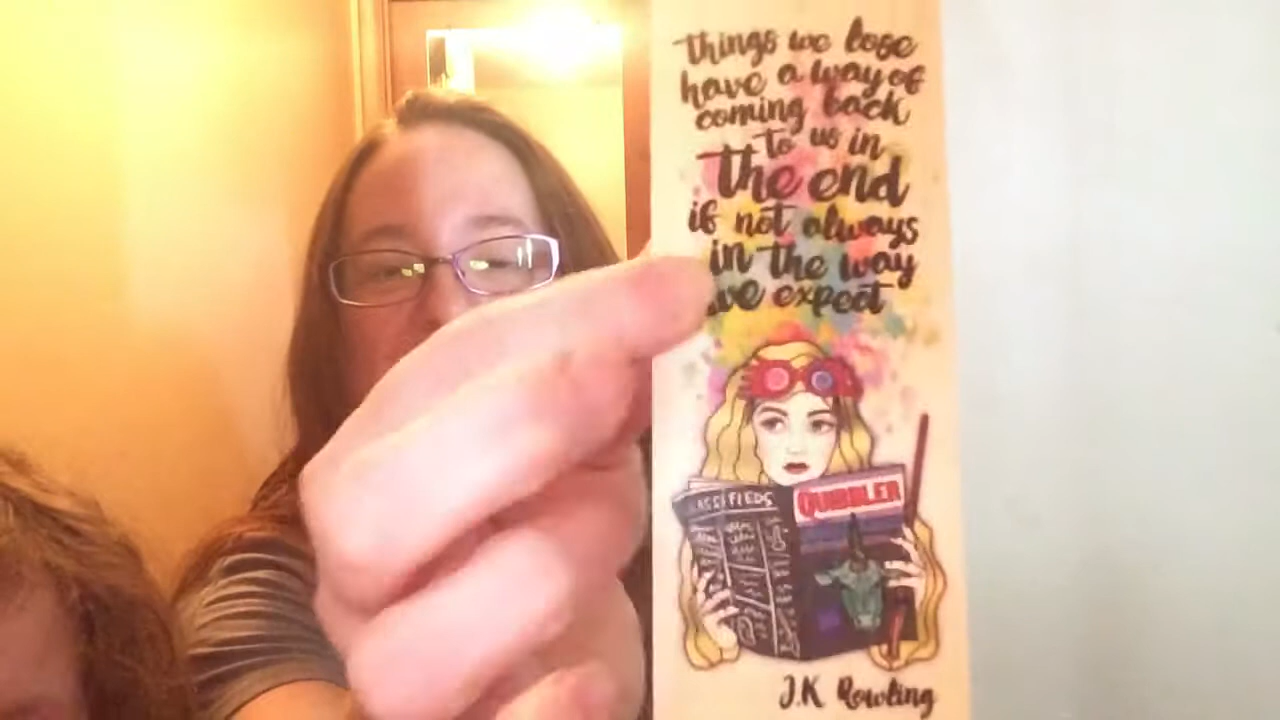 things we lose
have a way of
coming back
to us in
the end
if not always
in the way
we expect
CLASSIFIEDS
QUIBBLER
J.K Rowling